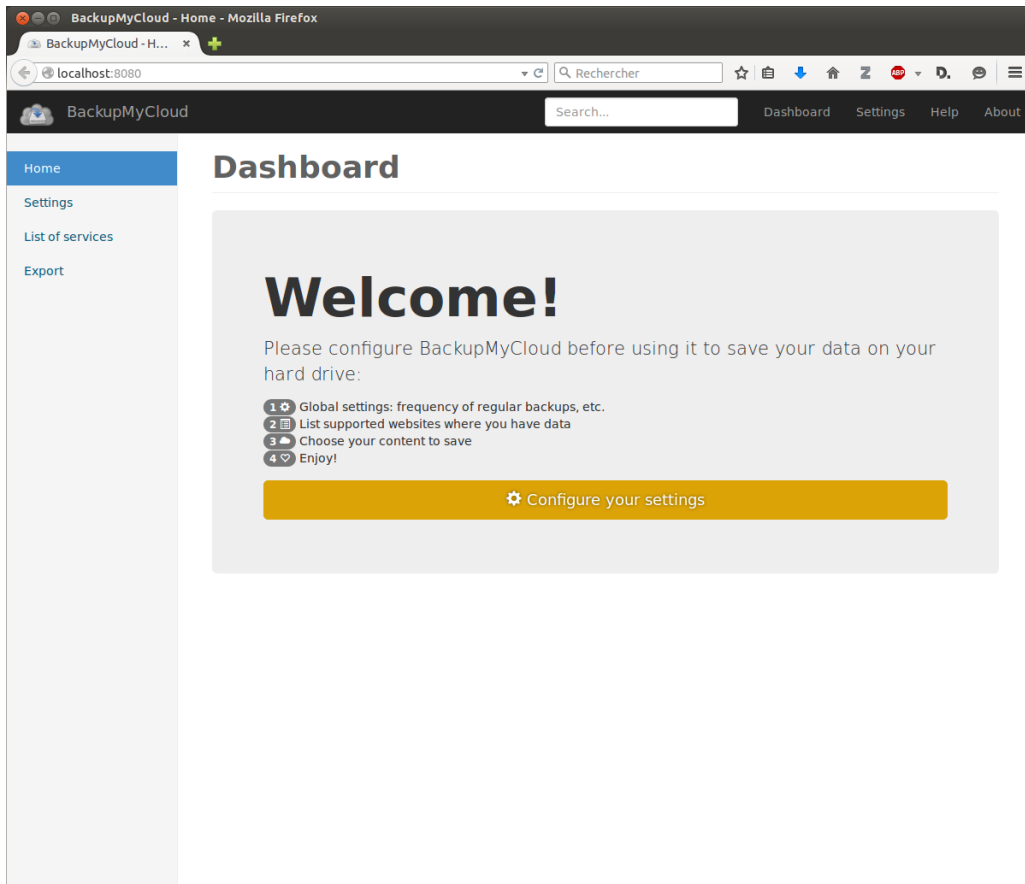 BackupMyCloud - Home - Mozilla Firefox
BackupMyCloud - H...
localhost:8080
Rechercher
ABP
BackupMyCloud
Search...
Dashboard
Settings
Help
About
Home
Settings
List of services
Export
Dashboard
Welcome!
Please configure BackupMyCloud before using it to save your data on your
hard drive:
1 Global settings: frequency of regular backups, etc.
2 List supported websites where you have data
3 Choose your content to save
4 Enjoy!
Configure your settings